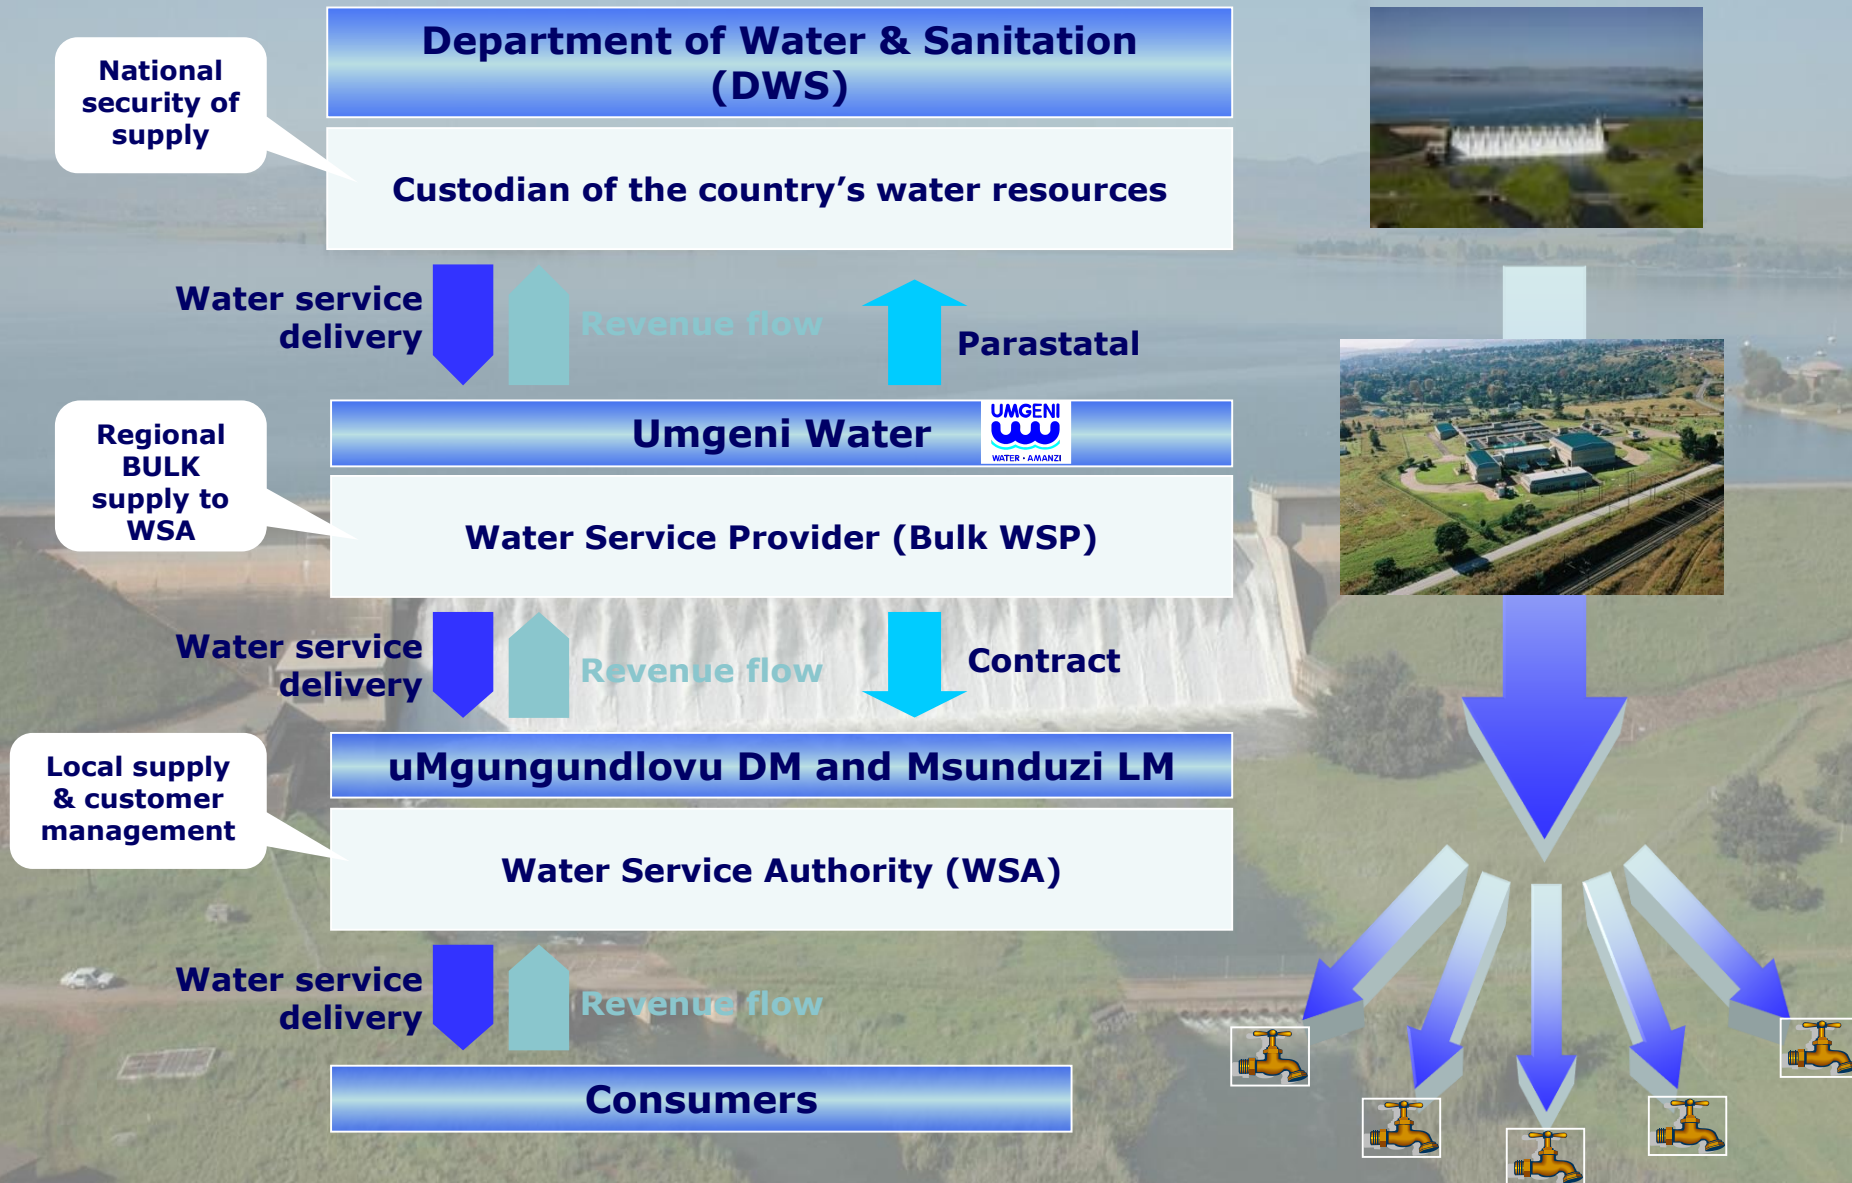 Department of Water & Sanitation
(DWS)
National
security of
supply
Custodian of the country’s water resources
Water service
delivery
Revenue flow
Parastatal
Umgeni Water
UMGENI
WATER · AMANZI
Regional
BULK
supply to
WSA
Water Service Provider (Bulk WSP)
Water service
delivery
Revenue flow
Contract
uMgungundlovu DM and Msunduzi LM
Local supply
& customer
management
Water Service Authority (WSA)
Water service
delivery
Revenue flow
Consumers